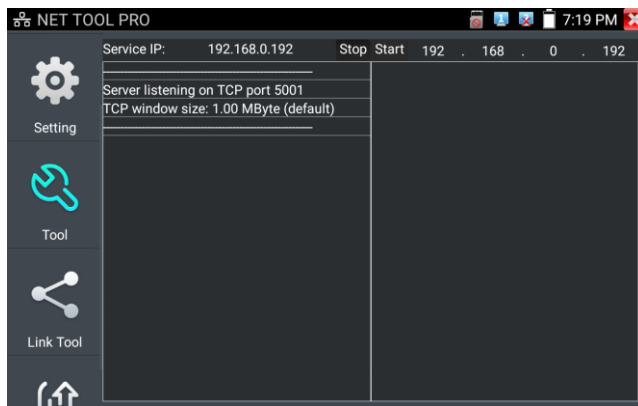 NET TOOL PRO 7:19 PM
Service IP: 192.168.0.192 Stop Start 192 . 168 . 0 . 192
Server listening on TCP port 5001
TCP window size: 1.00 MByte (default)
Setting
Tool
Link Tool